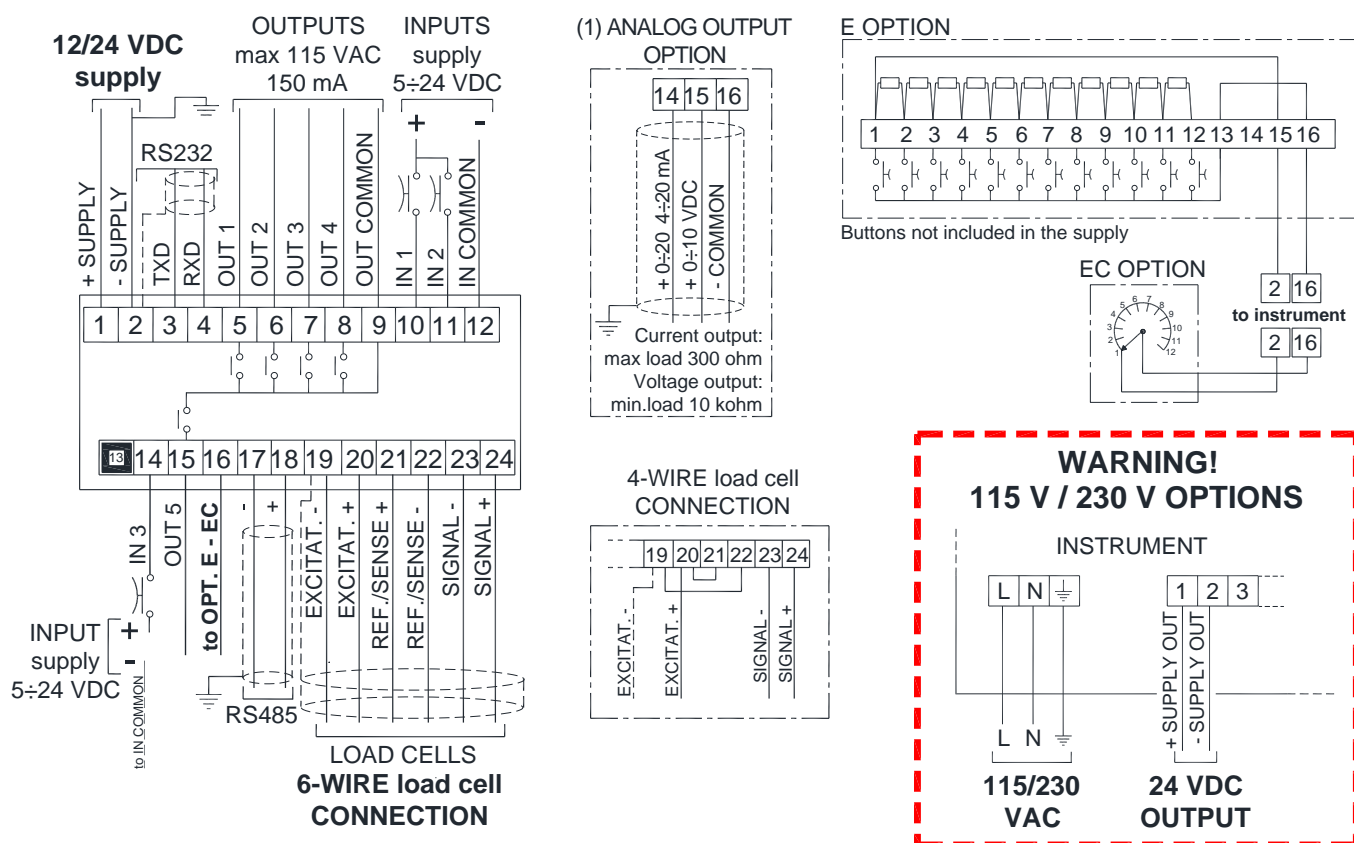 12/24 VDC
supply
OUTPUTS
max 115 VAC
150 mA
INPUTS
supply
5÷24 VDC
+ -
RS232
+ SUPPLY
- SUPPLY
TXD
RXD
OUT 1
OUT 2
OUT 3
OUT 4
OUT COMMON
IN 1
IN 2
IN COMMON
1 2 3 4 5 6 7 8 9 10 11 12
13 14 15 16 17 18 19 20 21 22 23 24
IN 3
OUT 5
to OPT. E - EC
-
+
EXCITAT. -
EXCITAT. +
REF./SENSE +
REF./SENSE -
SIGNAL -
SIGNAL +
INPUT
supply
5÷24 VDC
+
-
to IN COMMON
RS485
LOAD CELLS
6-WIRE load cell
CONNECTION
(1) ANALOG OUTPUT
OPTION
14 15 16
+ 0÷20 4÷20 mA
+ 0÷10 VDC
- COMMON
Current output:
max load 300 ohm
Voltage output:
min.load 10 kohm
4-WIRE load cell
CONNECTION
19 20 21 22 23 24
EXCITAT. -
EXCITAT. +
SIGNAL -
SIGNAL +
E OPTION
1 2 3 4 5 6 7 8 9 10 11 12 13 14 15 16
Buttons not included in the supply
EC OPTION
1 2 3 4 5 6 7 8 9 10 11 12
2 16
to instrument
2 16
WARNING!
115 V / 230 V OPTIONS
INSTRUMENT
L N
1 2 3
+ SUPPLY OUT
- SUPPLY OUT
L N
115/230
VAC
24 VDC
OUTPUT